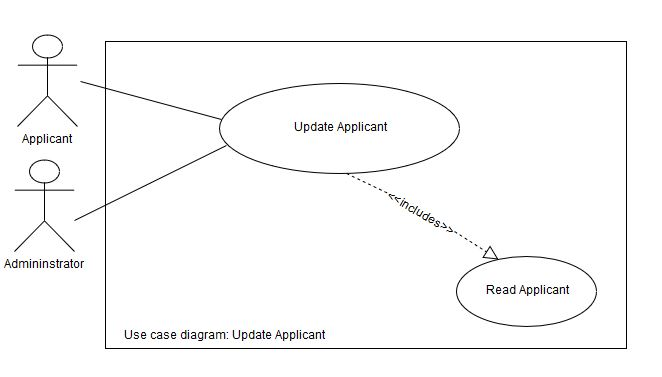 Applicant
Admininstrator
Update Applicant
<<includes>>
Read Applicant
Use case diagram: Update Applicant